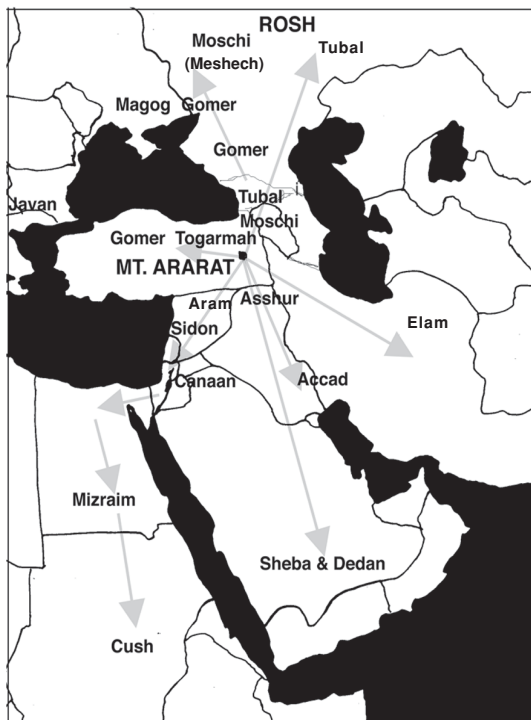 ROSH
Moschi
(Meshech)
Tubal
Magog Gomer
Gomer
Javan
Tubal
Moschi
Gomer Togarmah
MT. ARARAT
Aram
Asshur
Sidon
Elam
Canaan
Accad
Mizraim
Sheba & Dedan
Cush